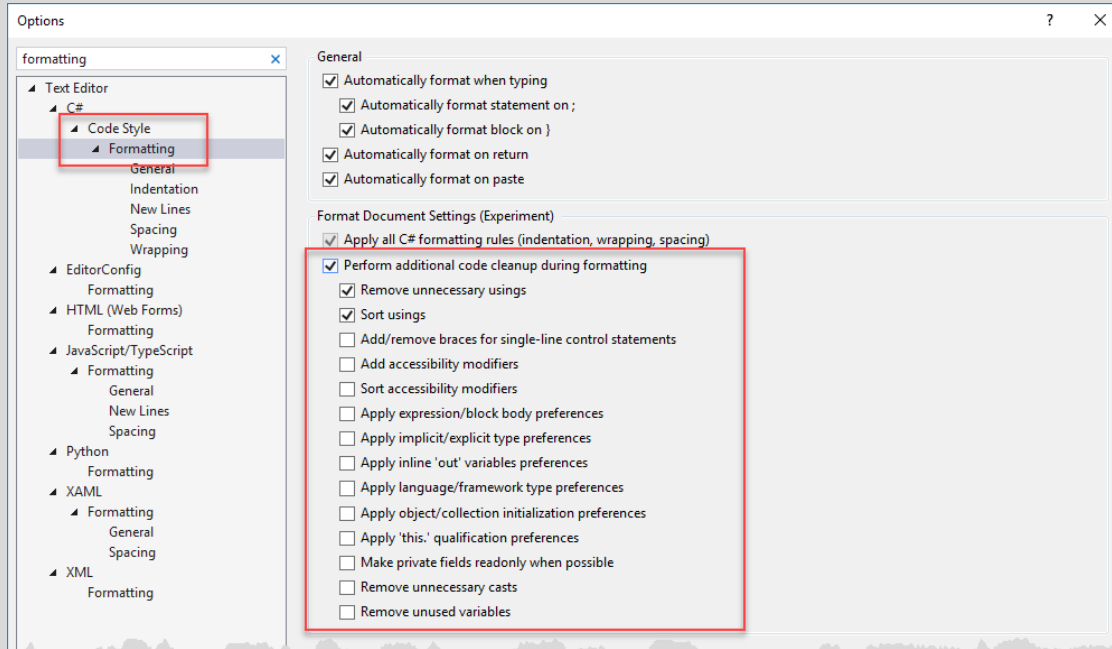 Options
?
formatting
Text Editor
C#
Code Style
Formatting
General
Indentation
New Lines
Spacing
Wrapping
EditorConfig
Formatting
HTML (Web Forms)
Formatting
JavaScript/TypeScript
Formatting
General
New Lines
Spacing
Python
Formatting
XAML
Formatting
General
Spacing
XML
Formatting
General
Automatically format when typing
Automatically format statement on ;
Automatically format block on }
Automatically format on return
Automatically format on paste
Format Document Settings (Experiment)
Apply all C# formatting rules (indentation, wrapping, spacing)
Perform additional code cleanup during formatting
Remove unnecessary usings
Sort usings
Add/remove braces for single-line control statements
Add accessibility modifiers
Sort accessibility modifiers
Apply expression/block body preferences
Apply implicit/explicit type preferences
Apply inline 'out' variables preferences
Apply language/framework type preferences
Apply object/collection initialization preferences
Apply 'this.' qualification preferences
Make private fields readonly when possible
Remove unnecessary casts
Remove unused variables